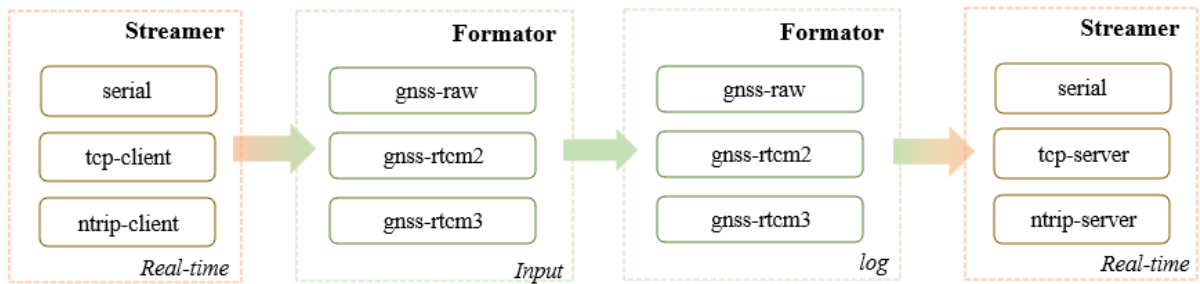 Streamer
serial
tcp-client
ntrip-client
Real-time
Formator
gnss-raw
gnss-rtcm2
gnss-rtcm3
Input
Formator
gnss-raw
gnss-rtcm2
gnss-rtcm3
log
Streamer
serial
tcp-server
ntrip-server
Real-time